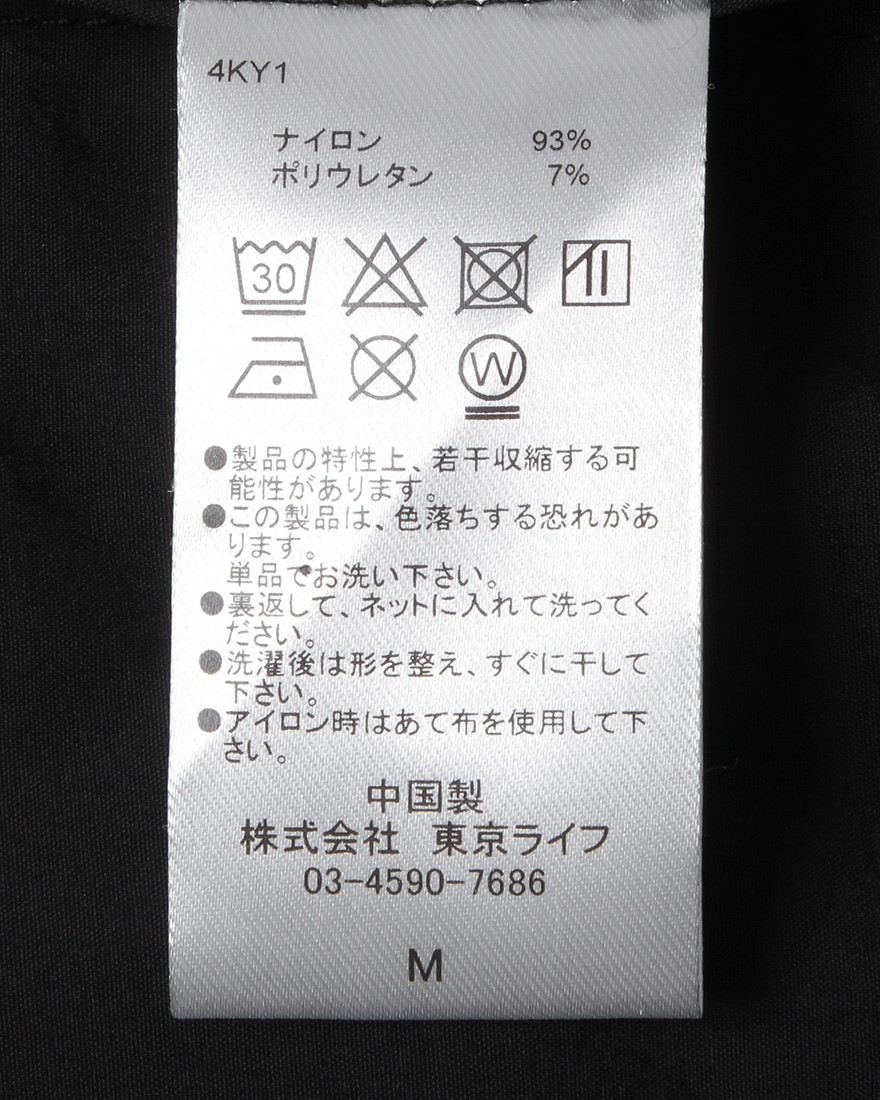 4KY1
ナイロン 93%
ポリウレタン 7%
30
W
●製品の特性上、若干収縮する可
能性があります。
●この製品は、色落ちする恐れがあ
ります。
単品でお洗い下さい。
●裏返して、ネットに入れて洗ってく
ださい。
●洗濯後は形を整え、すぐに干して
下さい。
●アイロン時はあて布を使用して下
さい。
中国製
株式会社 東京ライフ
03-4590-7686
M